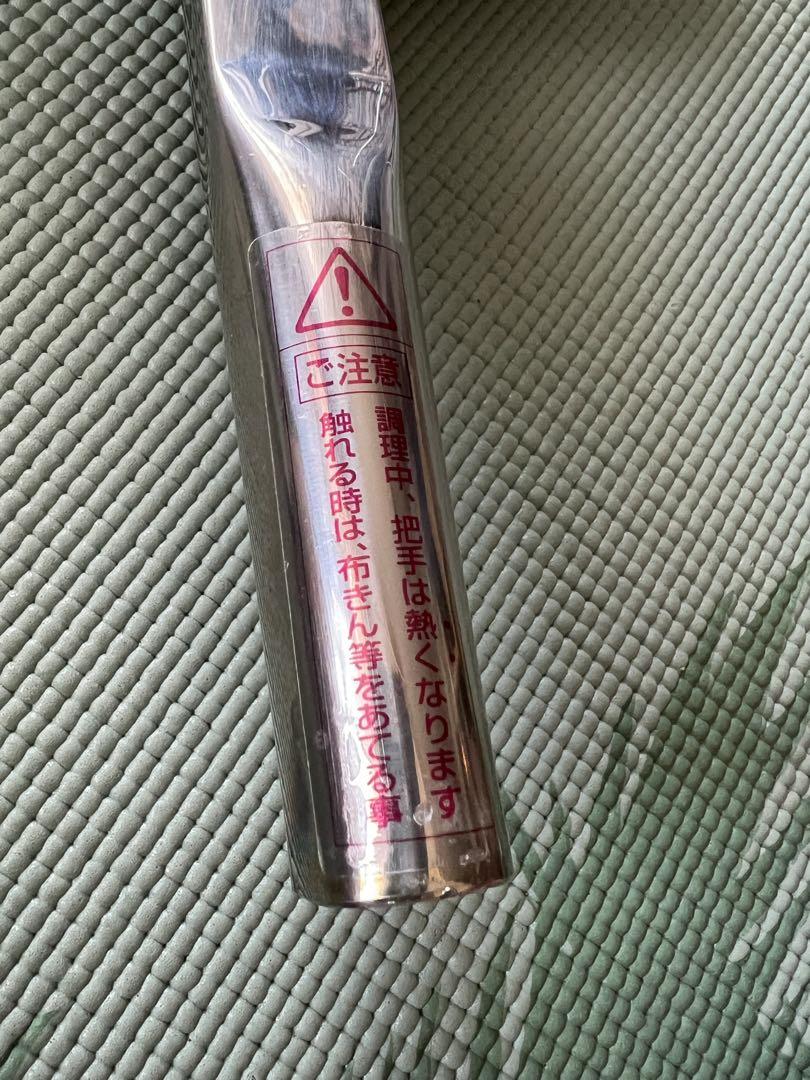 ご注意
調理中、把手は熱くなります
触れる時は、布きん等をあてる事